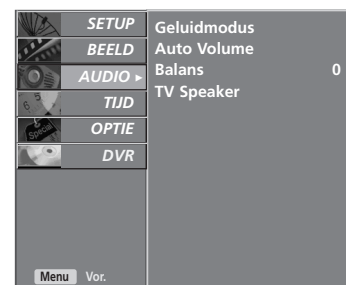 SETUP
BEELD
AUDIO ▸
TIJD
OPTIE
DVR
Menu Vor.
Geluidmodus
Auto Volume
Balans 0
TV Speaker